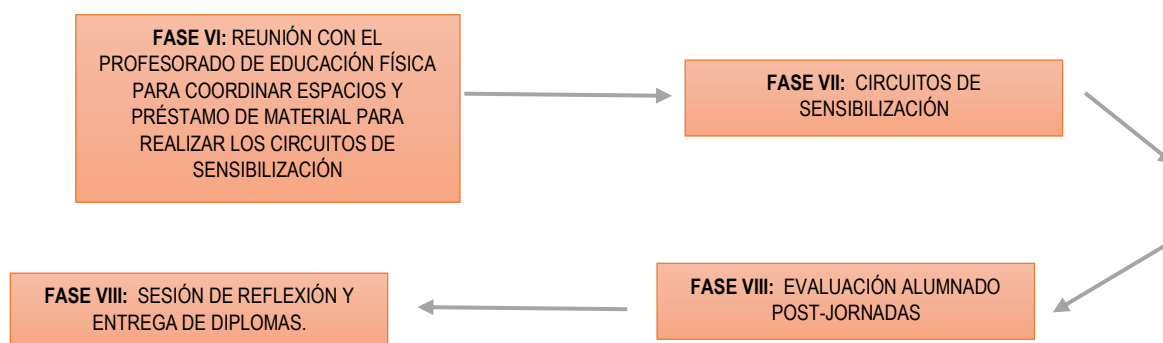 FASE VI: REUNIÓN CON EL
PROFESORADO DE EDUCACIÓN FÍSICA
PARA COORDINAR ESPACIOS Y
PRÉSTAMO DE MATERIAL PARA
REALIZAR LOS CIRCUITOS DE
SENSIBILIZACIÓN
FASE VII: CIRCUITOS DE
SENSIBILIZACIÓN
FASE VIII: EVALUACIÓN ALUMNADO
POST-JORNADAS
FASE VIII: SESIÓN DE REFLEXIÓN Y
ENTREGA DE DIPLOMAS.